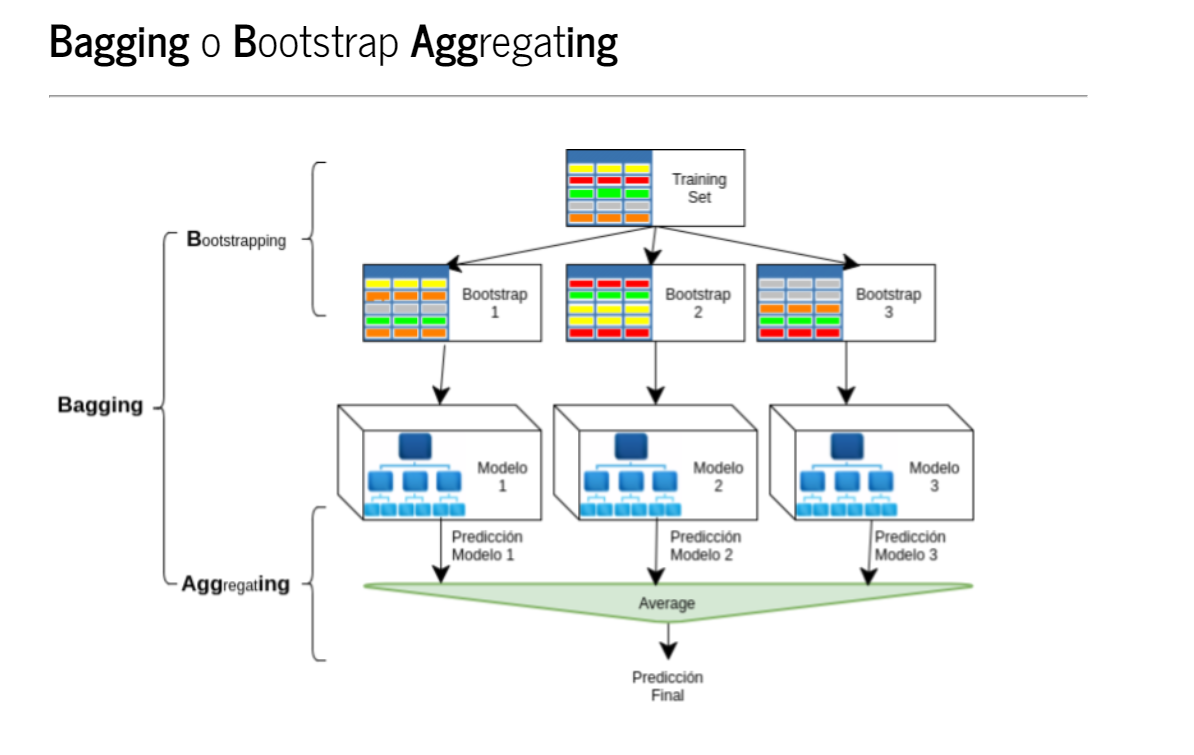 Bagging o Bootstrap Aggregating
Training
Set
Bootstrapping
Bootstrap
1
Bootstrap
2
Bootstrap
3
Bagging
Modelo
1
Modelo
2
Modelo
3
Predicción
Modelo 1
Predicción
Modelo 2
Predicción
Modelo 3
Aggregating
Average
Predicción
Final